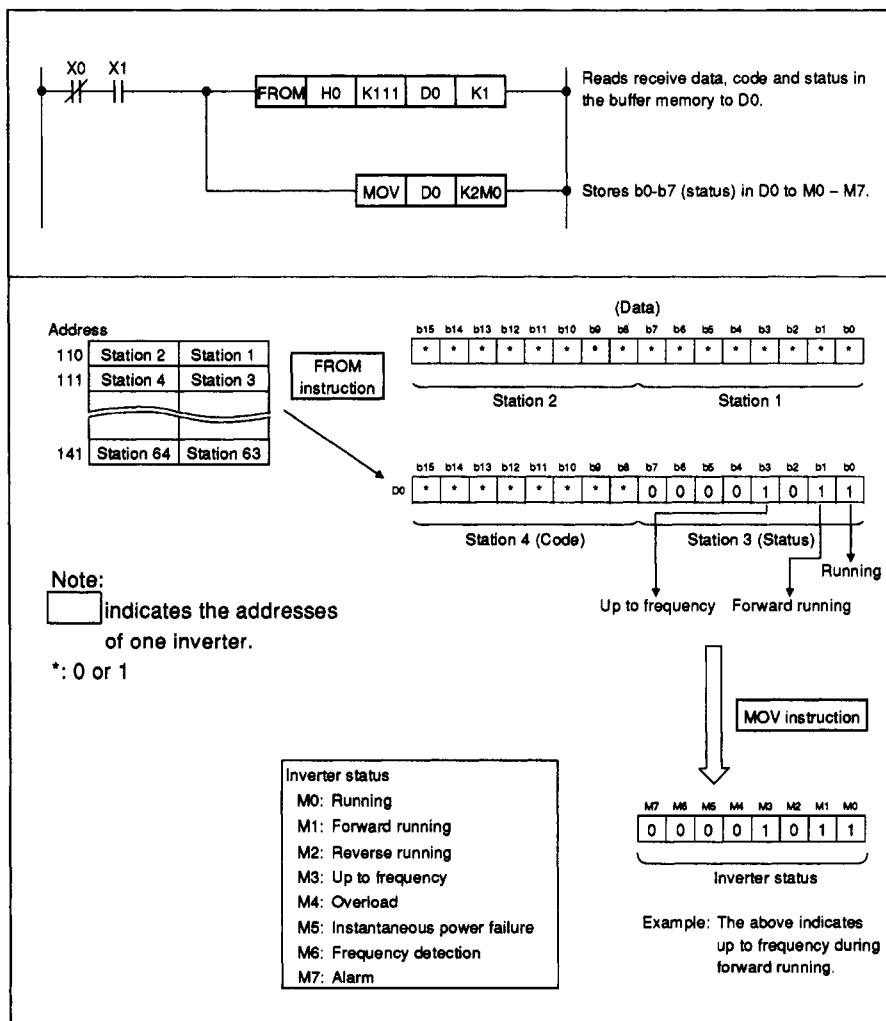 X0 X1
FROM H0 K111 D0 K1
Reads receive data, code and status in
the buffer memory to D0.
MOV D0 K2M0
Stores b0-b7 (status) in D0 to M0 – M7.
Address
110 Station 2 Station 1
111 Station 4 Station 3
141 Station 64 Station 63
FROM
instruction
(Data)
b15 b14 b13 b12 b11 b10 b9 b8 b7 b6 b5 b4 b3 b2 b1 b0
* * * * * * * * * * * * * * * *
Station 2 Station 1
b15 b14 b13 b12 b11 b10 b9 b8 b7 b6 b5 b4 b3 b2 b1 b0
D0 * * * * * * * * 0 0 0 0 1 0 1 1
Station 4 (Code) Station 3 (Status)
Running
Up to frequency Forward running
Note:
indicates the addresses
of one inverter.
*: 0 or 1
MOV instruction
Inverter status
M0: Running
M1: Forward running
M2: Reverse running
M3: Up to frequency
M4: Overload
M5: Instantaneous power failure
M6: Frequency detection
M7: Alarm
M7 M6 M5 M4 M3 M2 M1 M0
0 0 0 0 1 0 1 1
Inverter status
Example: The above indicates
up to frequency during
forward running.